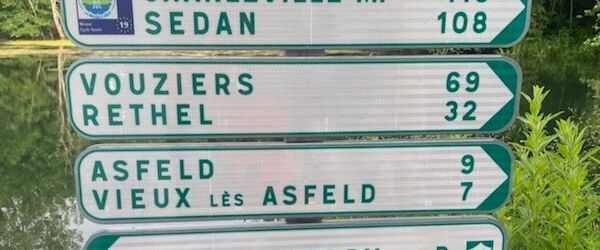 SEDAN 108
VOUZIERS 69
RETHEL 32
ASFELD 9
VIEUX LÈS ASFELD 7